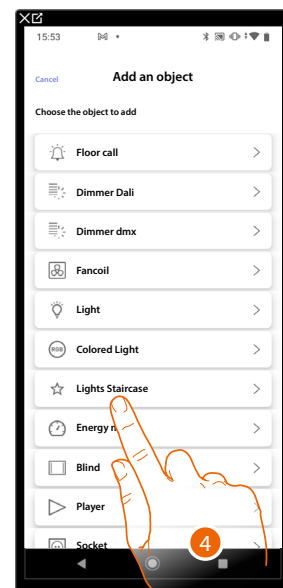 15:53
Cancel Add an object
Choose the object to add
Floor call
Dimmer Dali
Dimmer dmx
Fancoil
Light
RGB Colored Light
Lights Staircase
Energy
Blind
Player
Socket
4